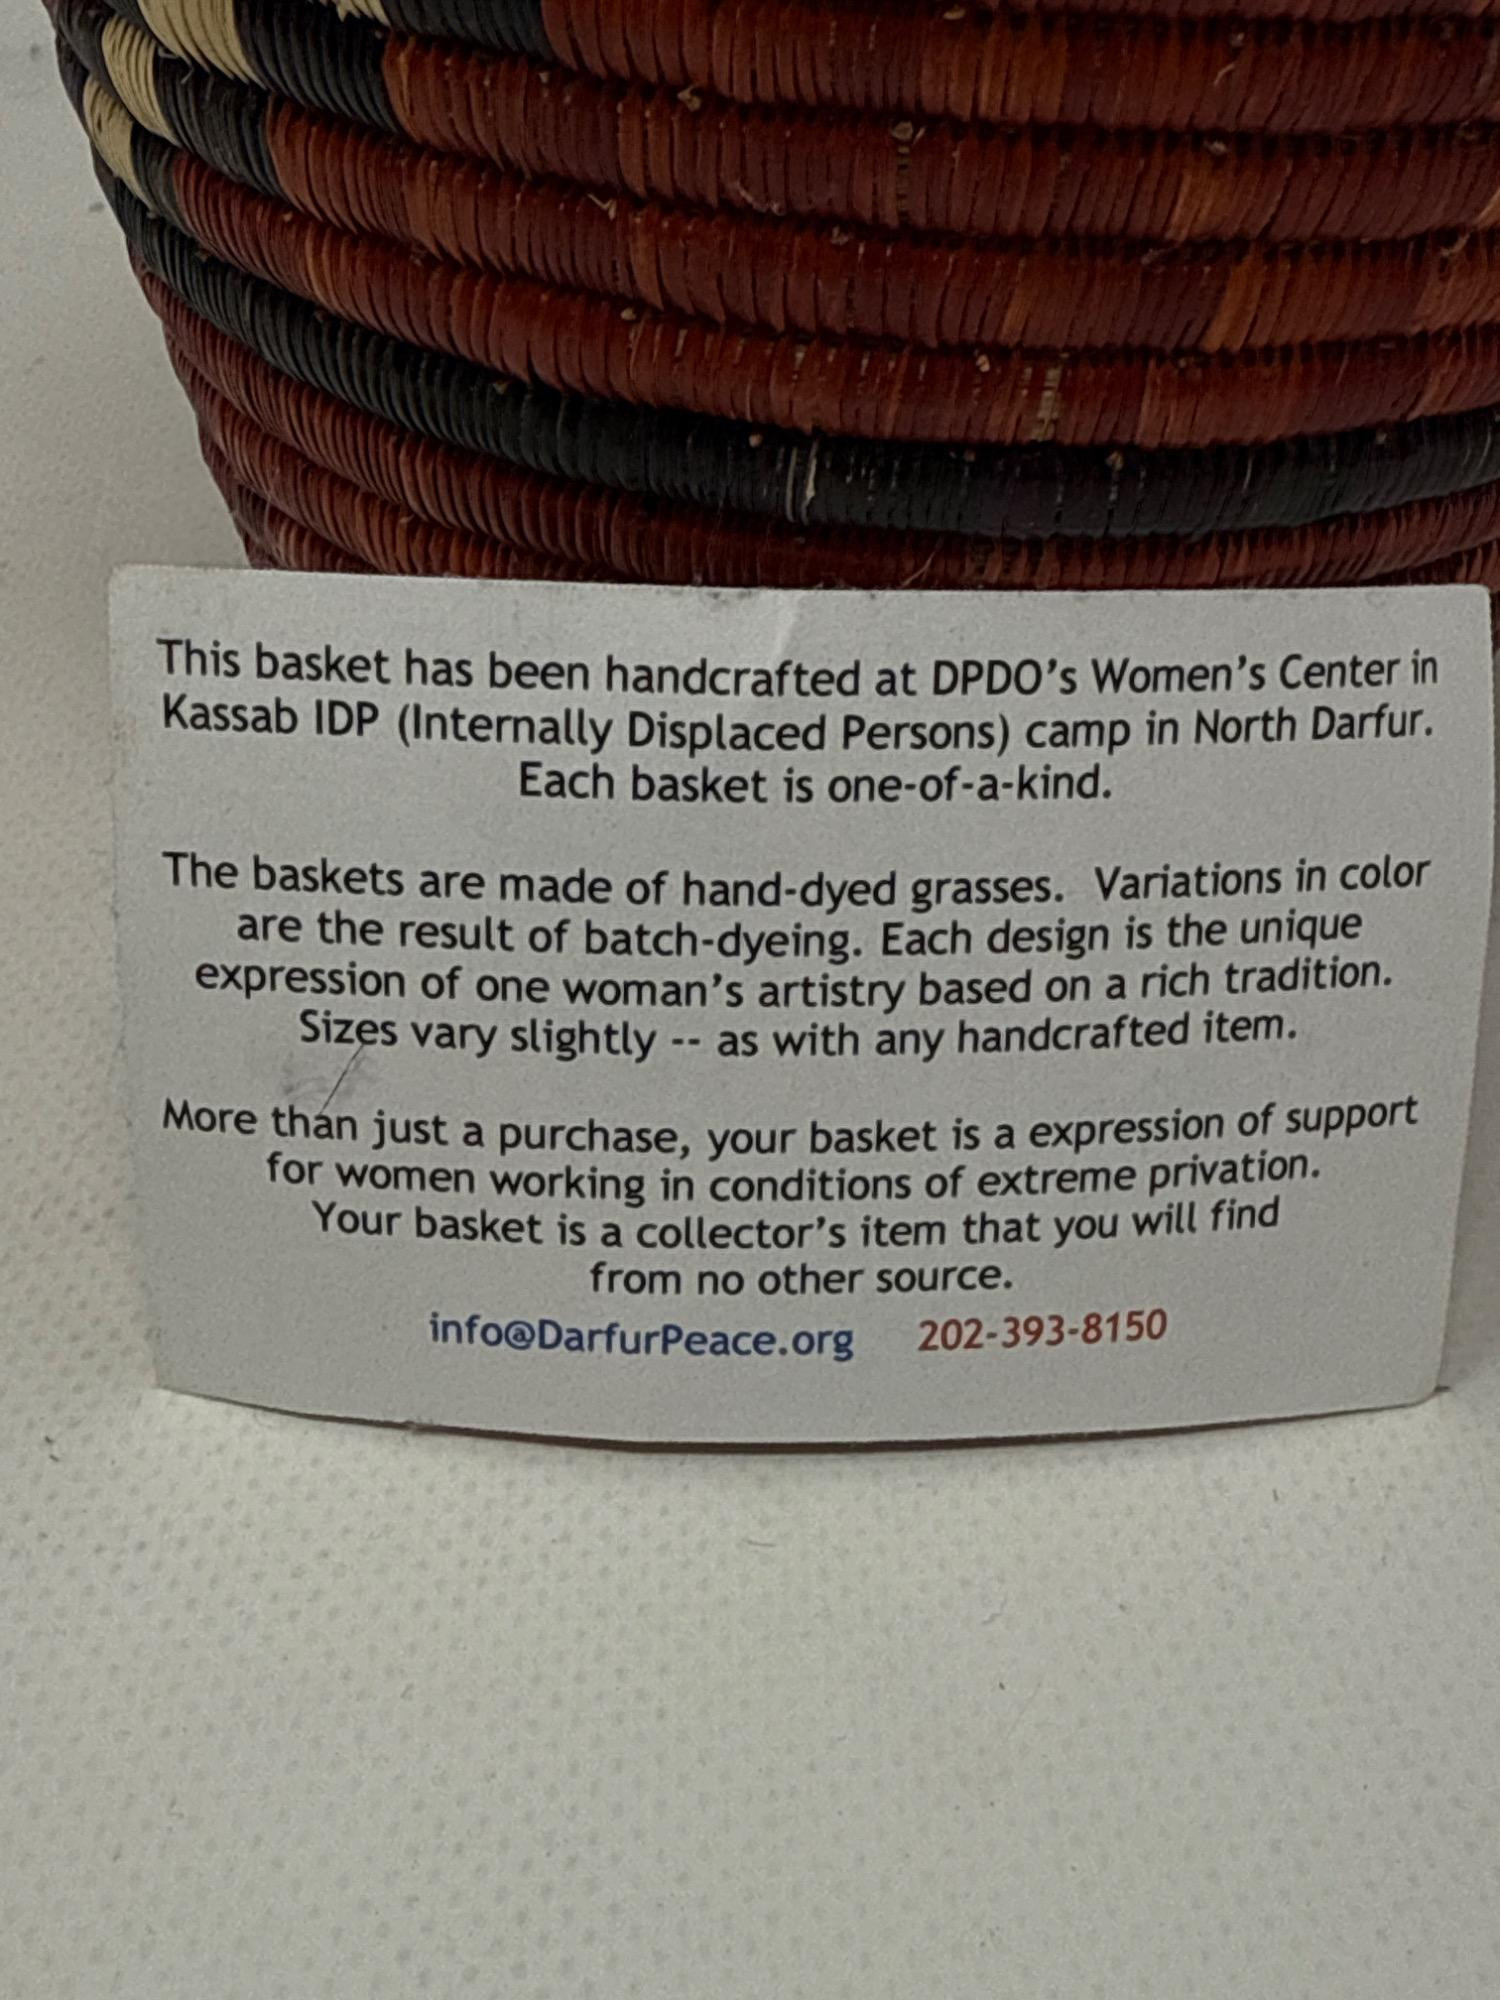 This basket has been handcrafted at DPDO's Women's Center in
Kassab IDP (Internally Displaced Persons) camp in North Darfur.
Each basket is one-of-a-kind.
The baskets are made of hand-dyed grasses. Variations in color
are the result of batch-dyeing. Each design is the unique
expression of one woman's artistry based on a rich tradition.
Sizes vary slightly -- as with any handcrafted item.
More than just a purchase, your basket is a expression of support
for women working in conditions of extreme privation.
Your basket is a collector's item that you will find
from no other source.
info@DarfurPeace.org 202-393-8150